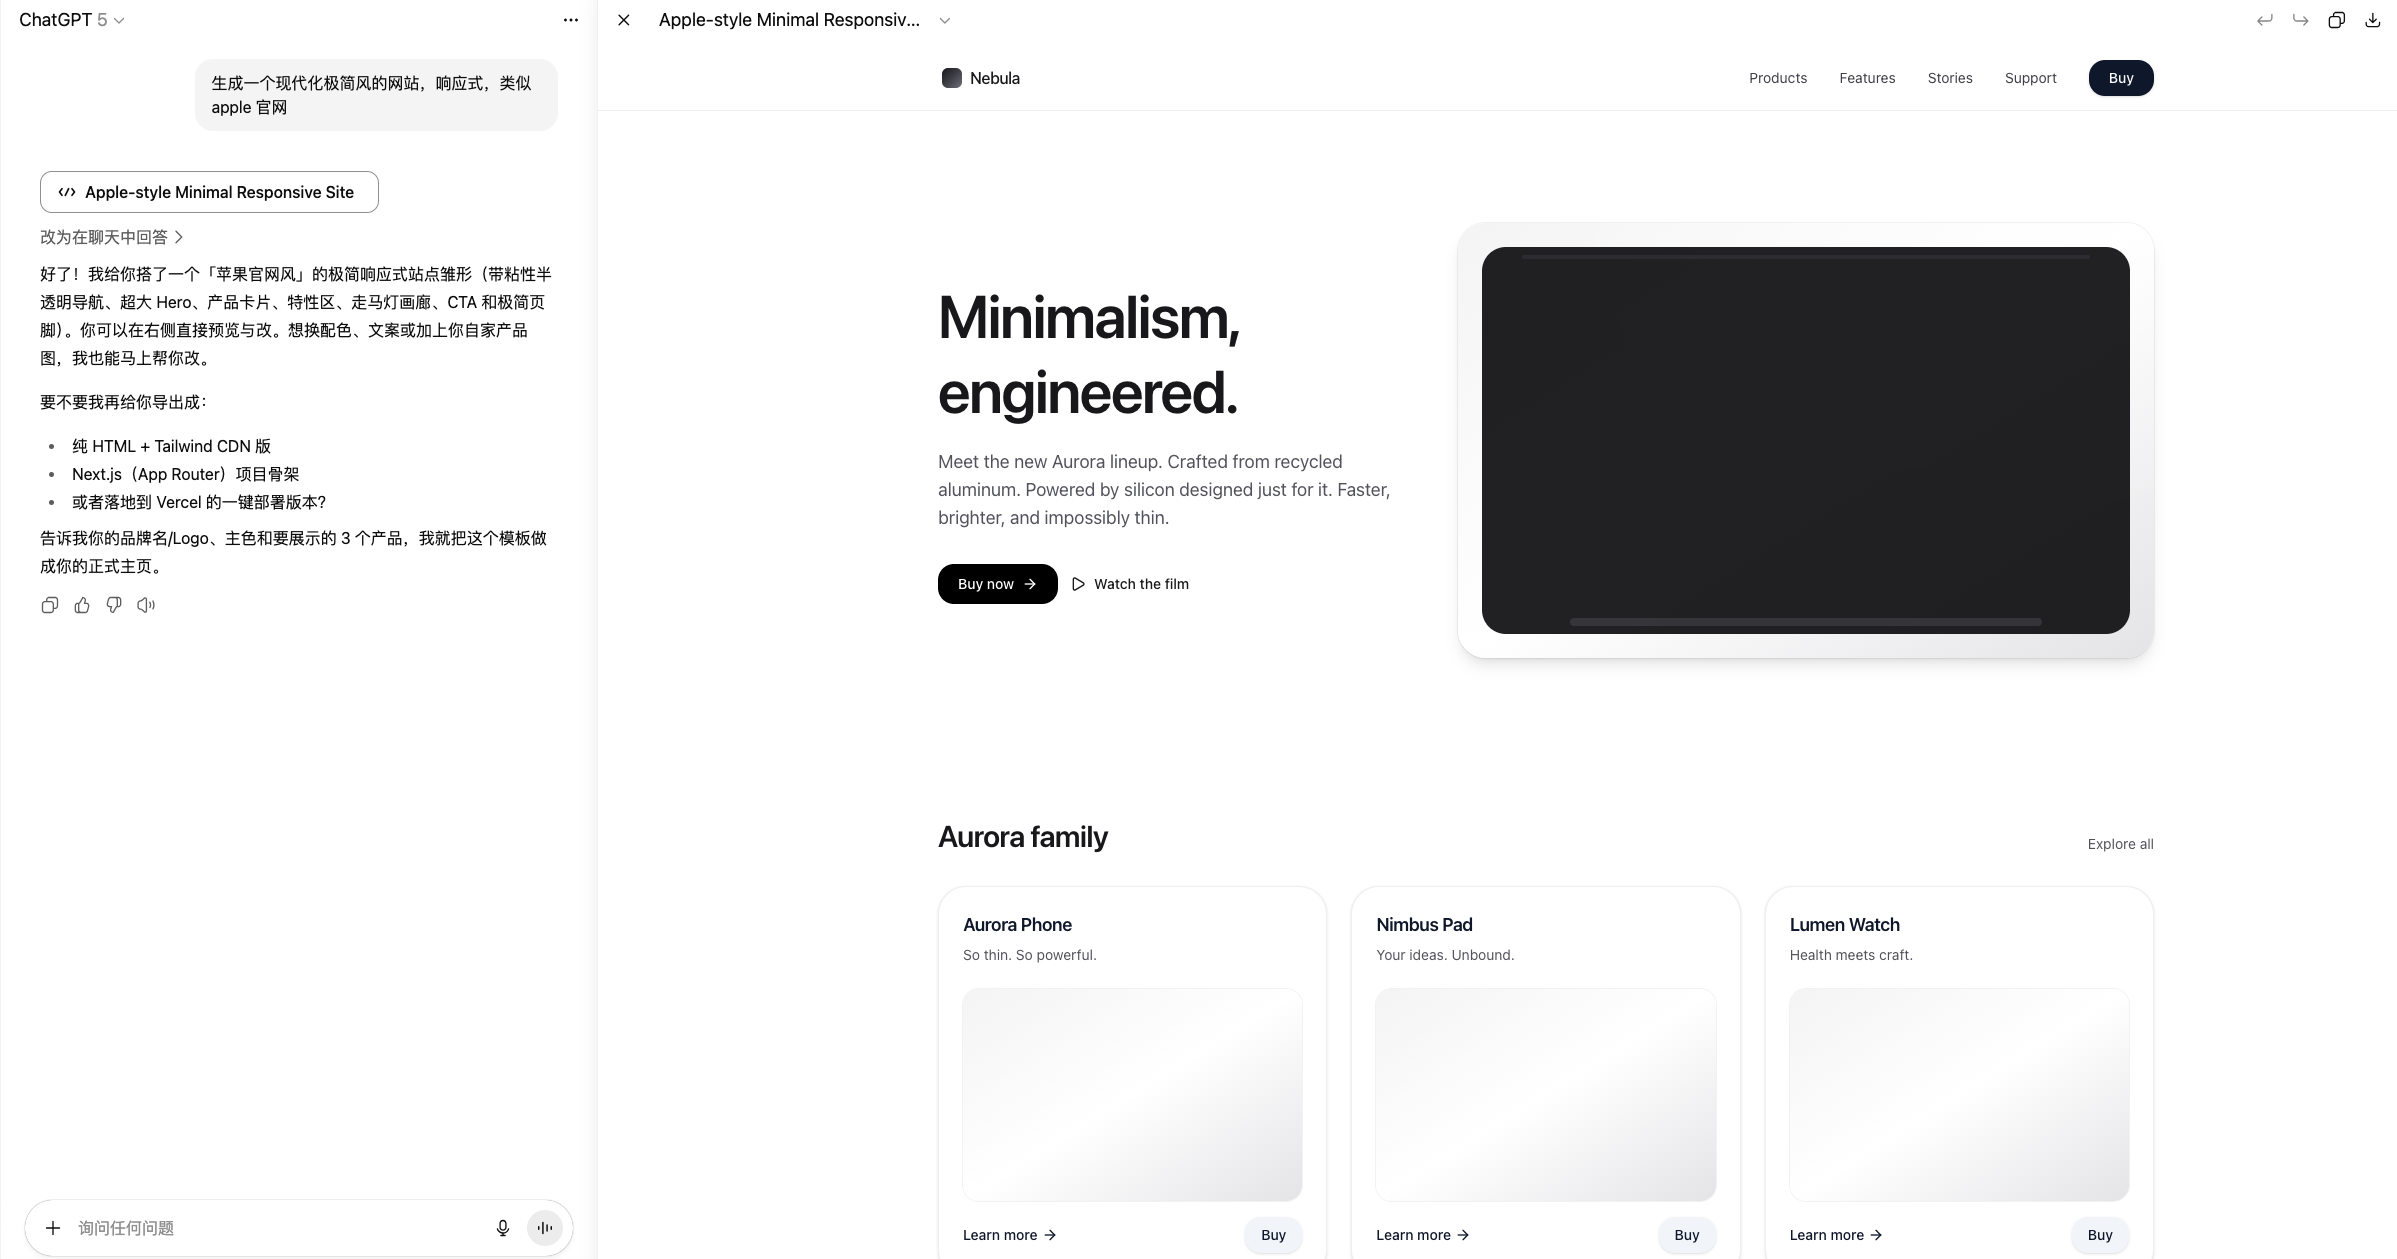 ChatGPT 5
生成一个现代化极简风的网站，响应式，类似
apple 官网
Apple-style Minimal Responsive Site
改为在聊天中回答
好了！我给你搭了一个「苹果官网风」的极简响应式站点雏形（带粘性半
透明导航、超大 Hero、产品卡片、特性区、走马灯画廊、CTA 和极简页
脚）。你可以在右侧直接预览与改。想换配色、文案或加上你自家产品
图，我也能马上帮你改。
要不要我再给你导出成：
• 纯 HTML + Tailwind CDN 版
• Next.js（App Router）项目骨架
• 或者落地到 Vercel 的一键部署版本？
告诉我你的品牌名/Logo、主色和要展示的 3 个产品，我就把这个模板做
成你的正式主页。
询问任何问题
Apple-style Minimal Responsiv...
Nebula
Products Features Stories Support Buy
Minimalism,
engineered.
Meet the new Aurora lineup. Crafted from recycled
aluminum. Powered by silicon designed just for it. Faster,
brighter, and impossibly thin.
Buy now → Watch the film
Aurora family
Explore all
Aurora Phone
So thin. So powerful.
Learn more → Buy
Nimbus Pad
Your ideas. Unbound.
Learn more → Buy
Lumen Watch
Health meets craft.
Learn more → Buy